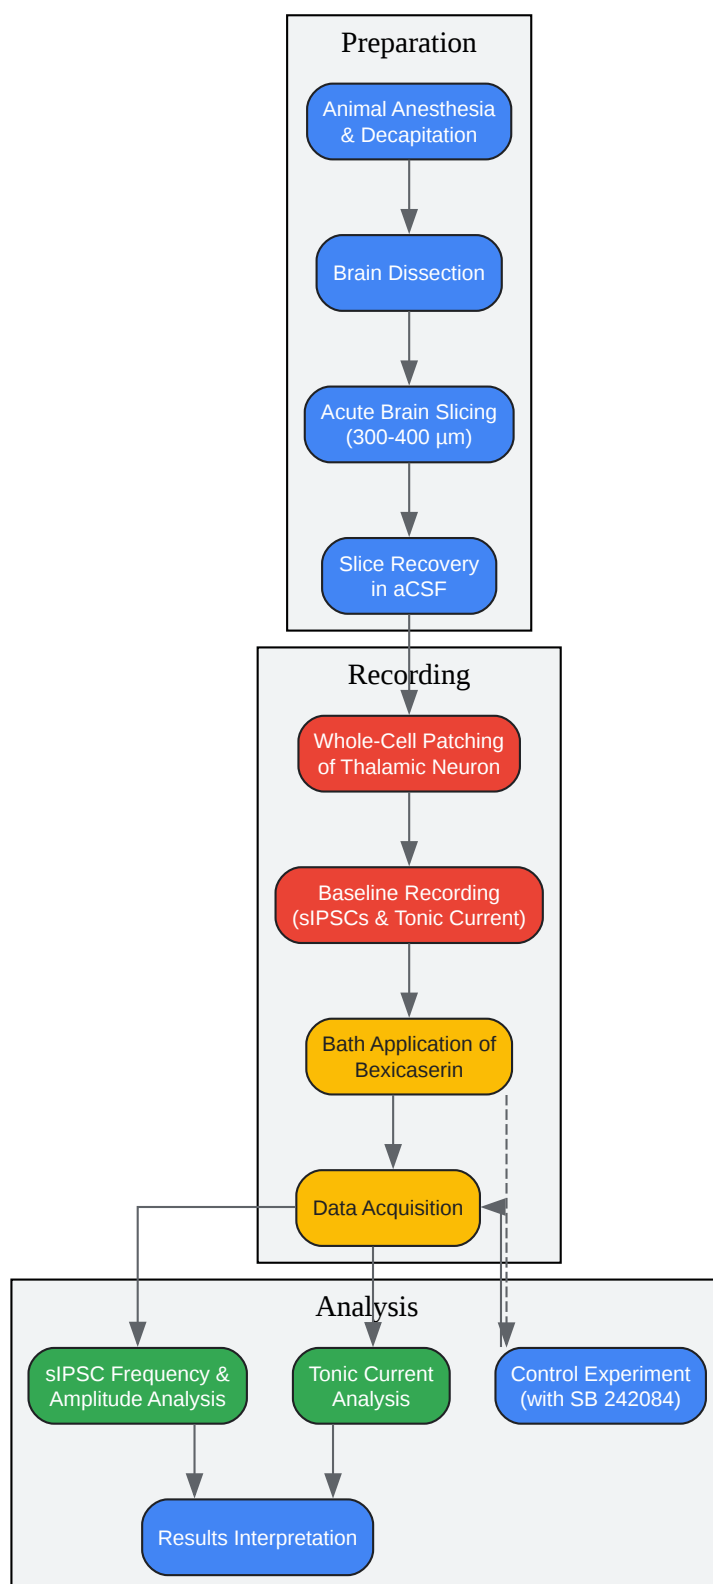 Preparation
Animal Anesthesia
& Decapitation
Brain Dissection
Acute Brain Slicing
(300-400 µm)
Slice Recovery
in aCSF
Recording
Whole-Cell Patching
of Thalamic Neuron
Baseline Recording
(sIPSCs & Tonic Current)
Bath Application of
Bexicaserin
Data Acquisition
Analysis
sIPSC Frequency &
Amplitude Analysis
Tonic Current
Analysis
Control Experiment
(with SB 242084)
Results Interpretation